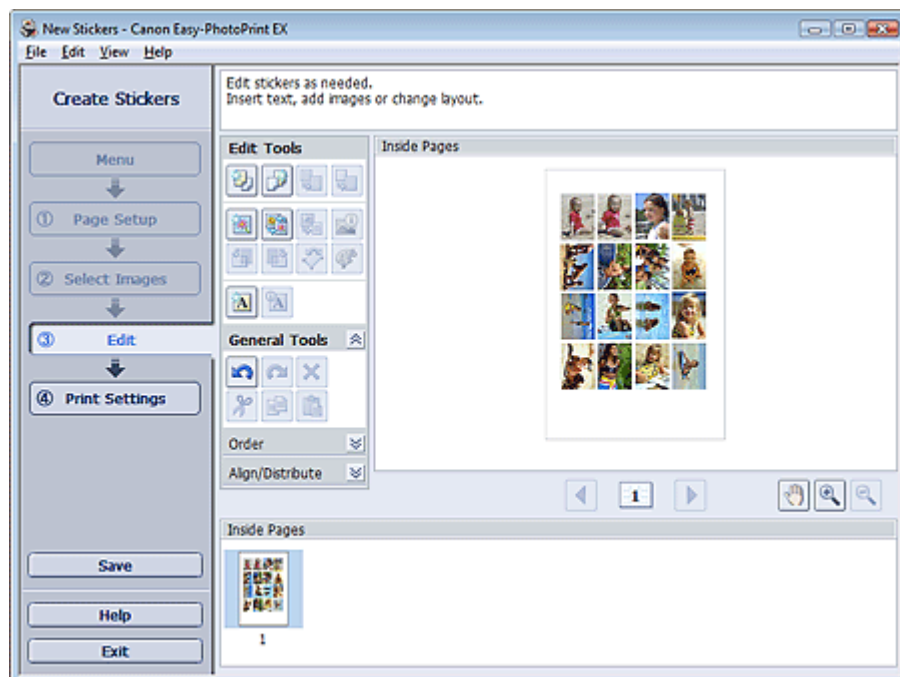 New Stickers - Canon Easy-PhotoPrint EX
File Edit View Help
Create Stickers
Edit stickers as needed.
Insert text, add images or change layout.
Menu
① Page Setup
② Select Images
③ Edit
④ Print Settings
Save
Help
Exit
Edit Tools
A A
General Tools
Order
Align/Distribute
Inside Pages
1
Inside Pages
1